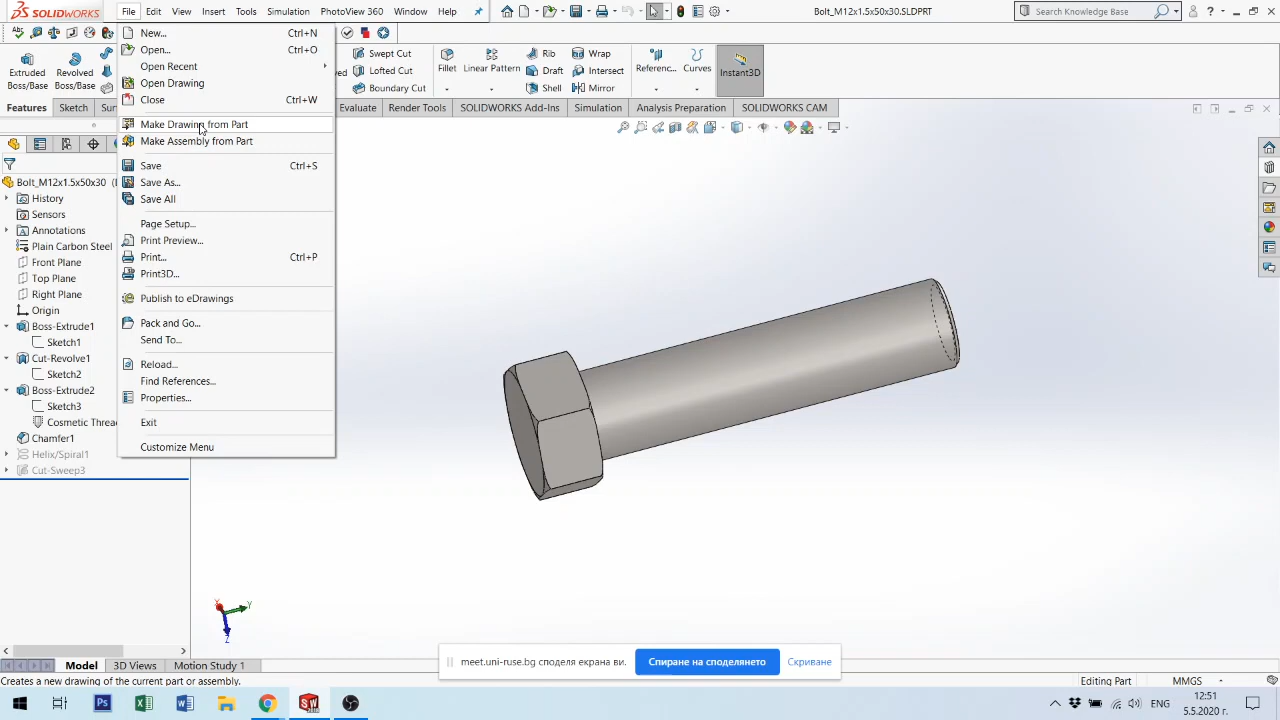 SOLIDWORKS File Edit View Insert Tools Simulation PhotoView 360 Window Help Bolt_M12x1.5x50x30.SLDPRT Search Knowledge Base
Extruded Boss/Base
Revolved Boss/Base
New... Ctrl+N
Open... Ctrl+O
Open Recent
Open Drawing
Close Ctrl+W
Make Drawing from Part
Make Assembly from Part
Save Ctrl+S
Save As...
Save All
Page Setup...
Print Preview...
Print... Ctrl+P
Print3D...
Publish to eDrawings
Pack and Go...
Send To...
Reload...
Find References...
Properties...
Exit
Customize Menu
Swept Cut
Lofted Cut
Boundary Cut
Fillet
Linear Pattern
Rib
Draft
Shell
Wrap
Intersect
Mirror
Referenc...
Curves
Instant3D
Features Sketch Evaluate Render Tools SOLIDWORKS Add-Ins Simulation Analysis Preparation SOLIDWORKS CAM
Bolt_M12x1.5x50x30
History
Sensors
Annotations
Plain Carbon Steel
Front Plane
Top Plane
Right Plane
Origin
Boss-Extrude1
Sketch1
Cut-Revolve1
Sketch2
Boss-Extrude2
Sketch3
Cosmetic Threa
Chamfer1
Helix/Spiral1
Cut-Sweep3
Model 3D Views Motion Study 1
meet.uni-ruse.bg споделя екрана ви. Спиране на споделянето Скриване
Creates a new drawing of the current part or assembly. Editing Part MMGS
ENG
12:51
5.5.2020 г.